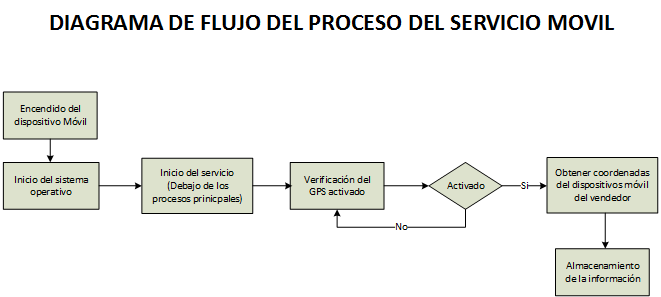 DIAGRAMA DE FLUJO DEL PROCESO DEL SERVICIO MOVIL
Encendido del
dispositivo Móvil
Inicio del sistema
operativo
Inicio del servicio
(Debajo de los
procesos prinicpales)
Verificación del
GPS activado
Activado
Si
No
Obtener coordenadas
del dispositivos móvil
del vendedor
Almacenamiento
de la información